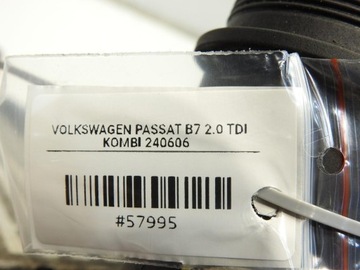 VOLKSWAGEN PASSAT B7 2.0 TDI
KOMBI 240606
#57995